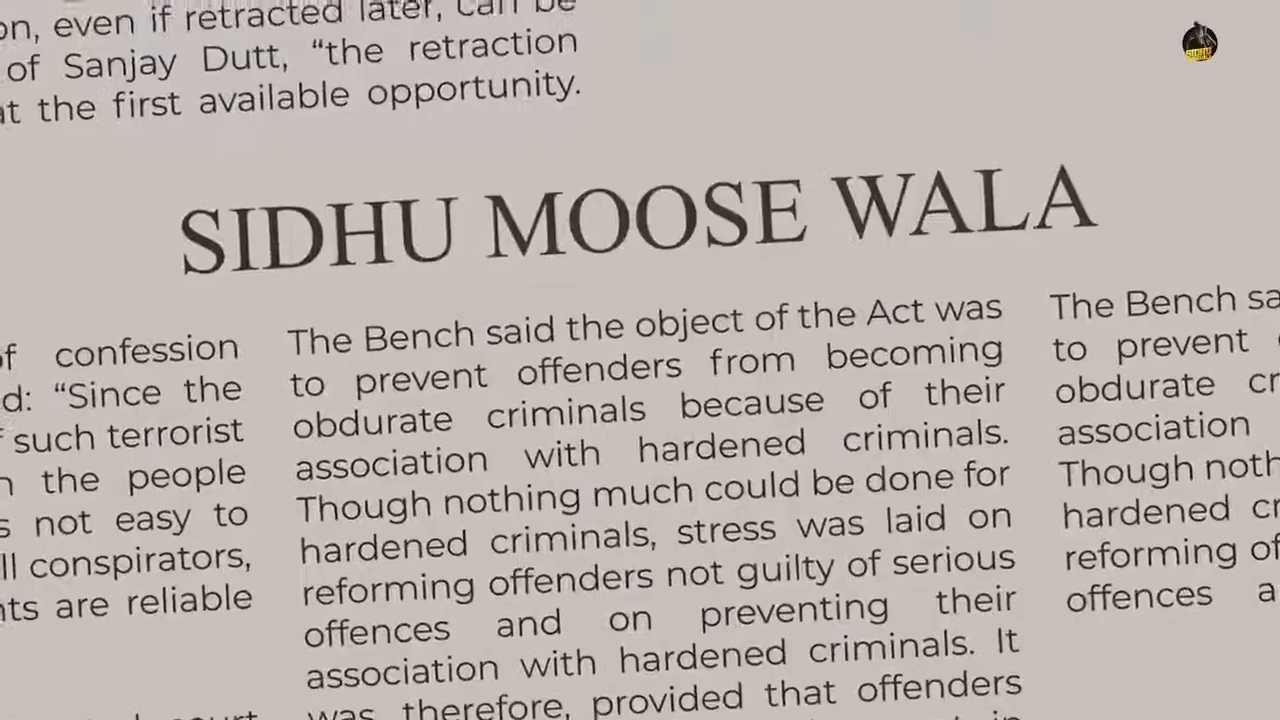 on, even if retracted later, can be
of Sanjay Dutt, “the retraction
at the first available opportunity.
SIDHU MOOSE WALA
of confession
d: “Since the
f such terrorist
n the people
s not easy to
ll conspirators,
nts are reliable
court
The Bench said the object of the Act was
to prevent offenders from becoming
obdurate criminals because of their
association with hardened criminals.
Though nothing much could be done for
hardened criminals, stress was laid on
reforming offenders not guilty of serious
offences and on preventing their
association with hardened criminals. It
was, therefore, provided that offenders
in
The Bench sa
to prevent
obdurate cr
association
Though noth
hardened cr
reforming of
offences a
SIDHU